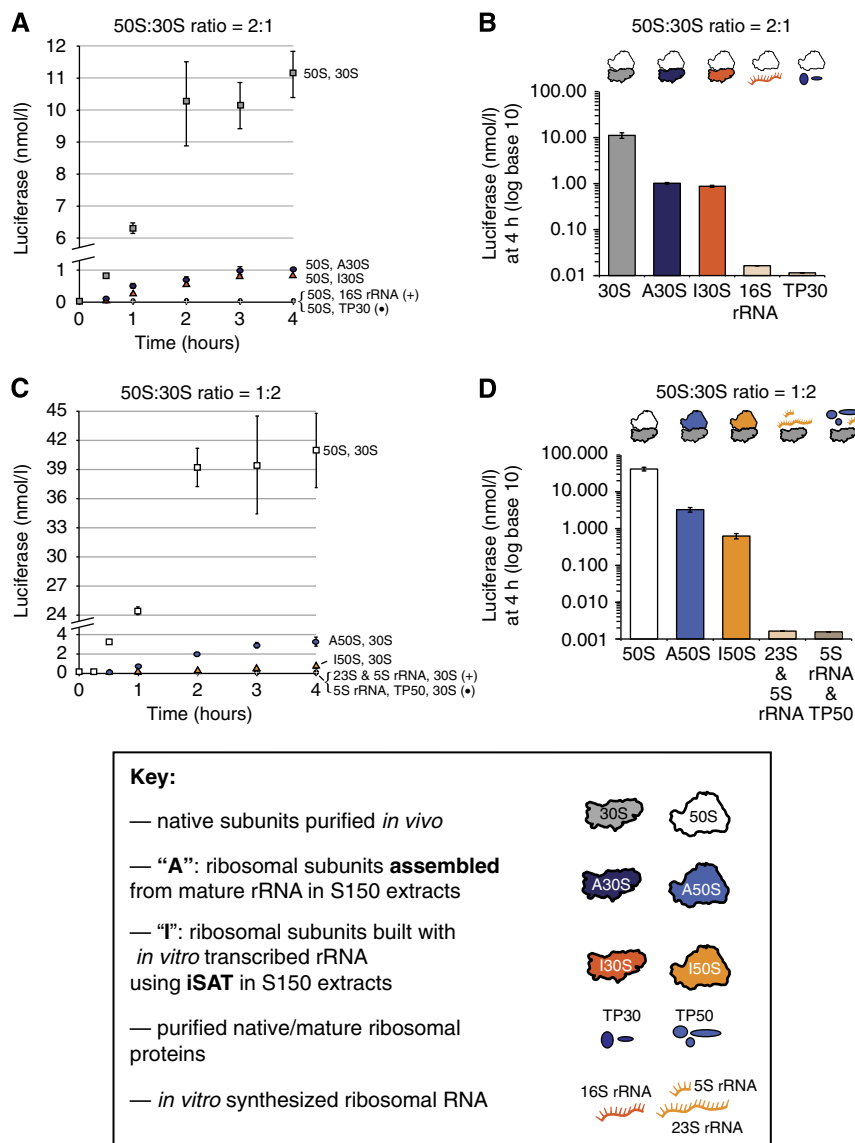 A
50S:30S ratio = 2:1
Luciferase (nmol/l)
12
11
10
9
8
7
6
1
0
50S, 30S
50S, A30S
50S, I30S
50S, 16S rRNA (+)
50S, TP30 (•)
0 1 2 3 4
Time (hours)
B
50S:30S ratio = 2:1
Luciferase (nmol/l)
at 4 h (log base 10)
100.00
10.00
1.00
0.10
0.01
30S A30S I30S 16S TP30
rRNA
C
50S:30S ratio = 1:2
Luciferase (nmol/l)
45
42
39
36
33
30
27
24
4
2
0
50S, 30S
A50S, 30S
I50S, 30S
23S & 5S rRNA, 30S (+)
5S rRNA, TP50, 30S (•)
0 1 2 3 4
Time (hours)
D
50S:30S ratio = 1:2
Luciferase (nmol/l)
at 4 h (log base 10)
100.000
10.000
1.000
0.100
0.010
0.001
50S A50S I50S 23S 5S
& rRNA
5S &
rRNA TP50
Key:
— native subunits purified in vivo
30S 50S
— "A": ribosomal subunits assembled
from mature rRNA in S150 extracts
A30S A50S
— "I": ribosomal subunits built with
in vitro transcribed rRNA
using iSAT in S150 extracts
I30S I50S
— purified native/mature ribosomal
proteins
TP30 TP50
— in vitro synthesized ribosomal RNA
16S rRNA 5S rRNA
23S rRNA